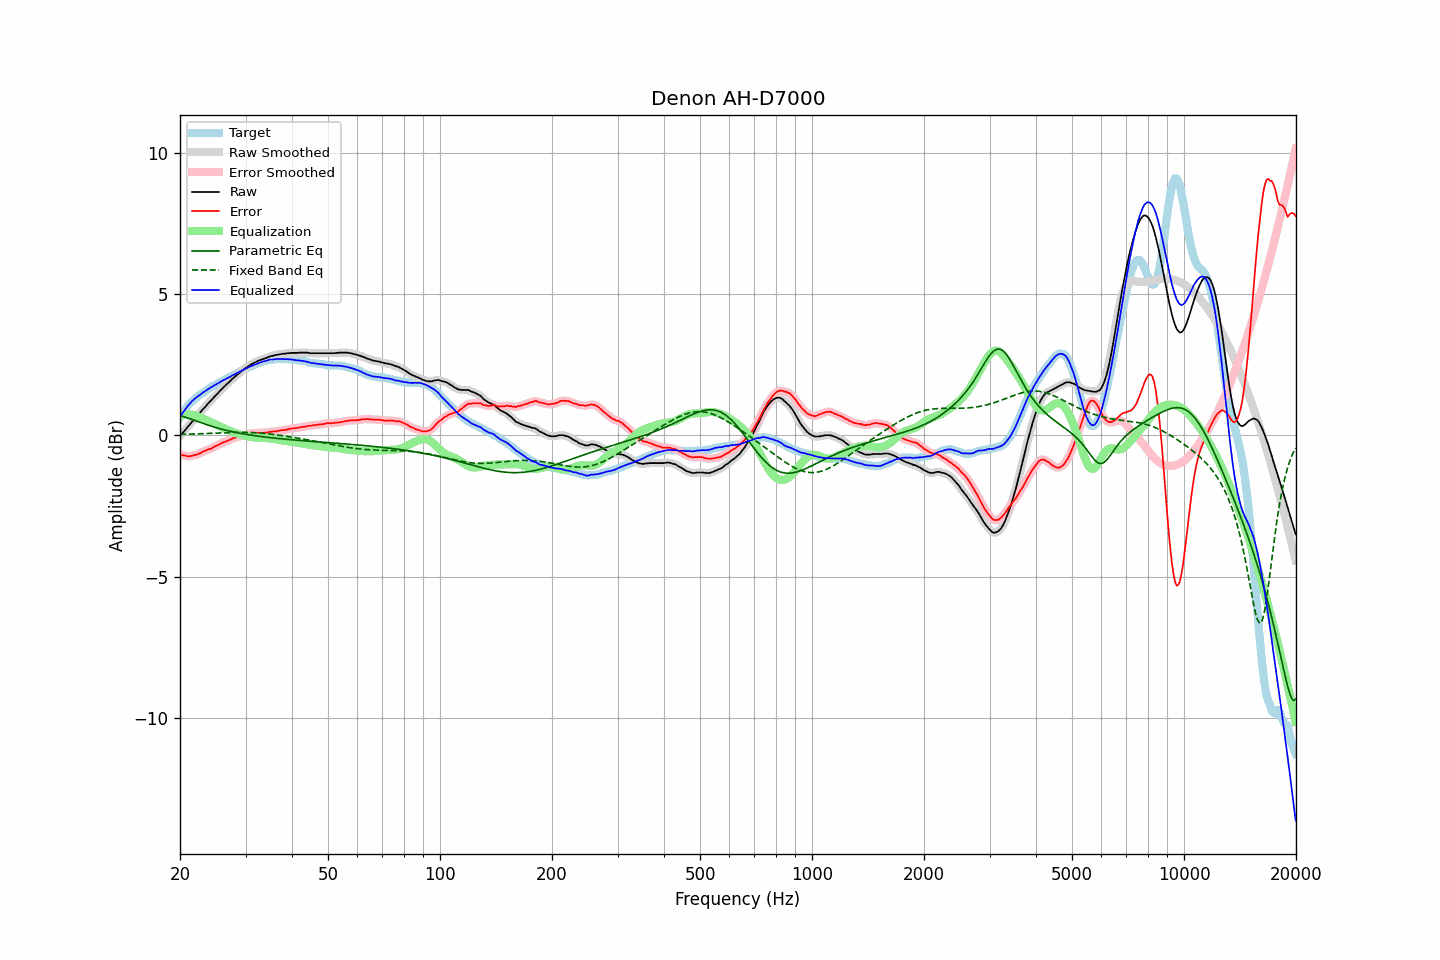 Denon AH-D7000
Target
Raw Smoothed
Error Smoothed
Raw
Error
Equalization
Parametric Eq
Fixed Band Eq
Equalized
Amplitude (dBr)
10
5
0
−5
−10
20
50
100
200
500
1000
2000
5000
10000
20000
Frequency (Hz)